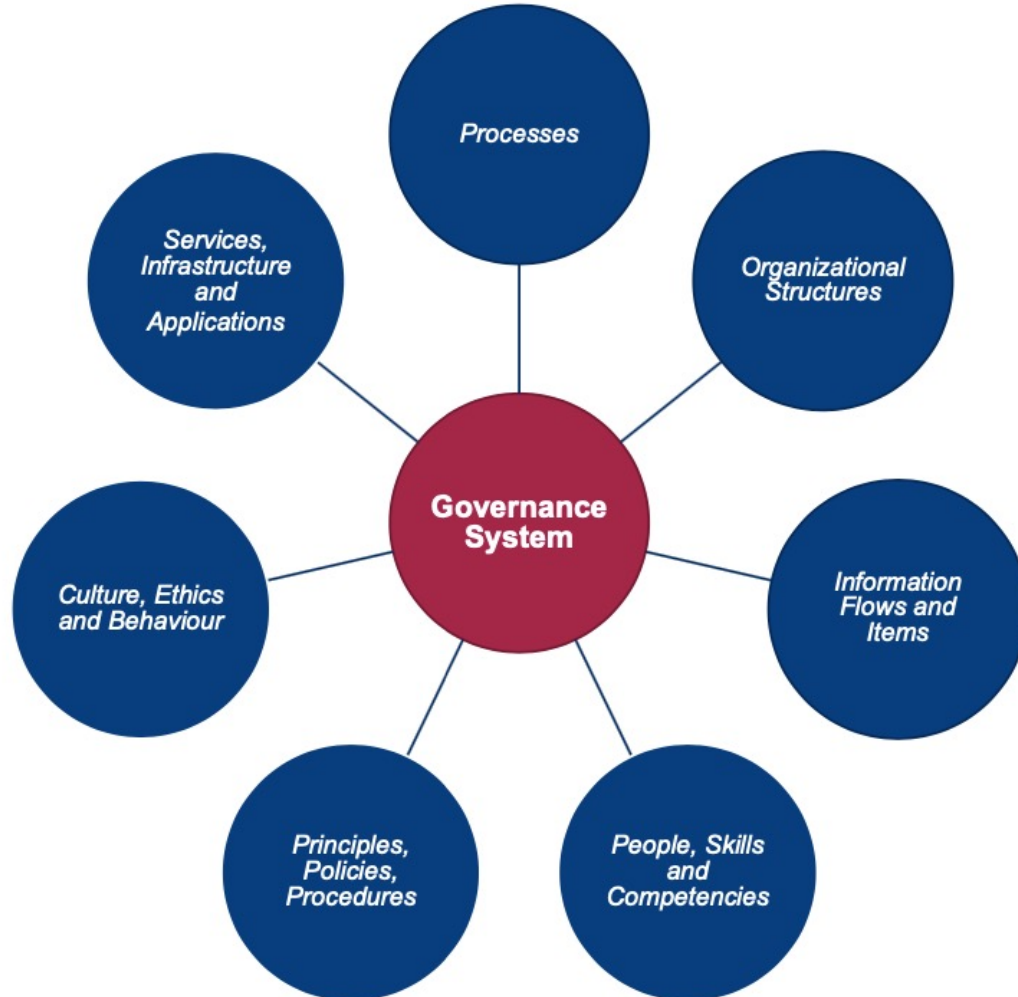 Processes
Services,
Infrastructure
and
Applications
Organizational
Structures
Governance
System
Culture, Ethics
and Behaviour
Information
Flows and
Items
Principles,
Policies,
Procedures
People, Skills
and
Competencies